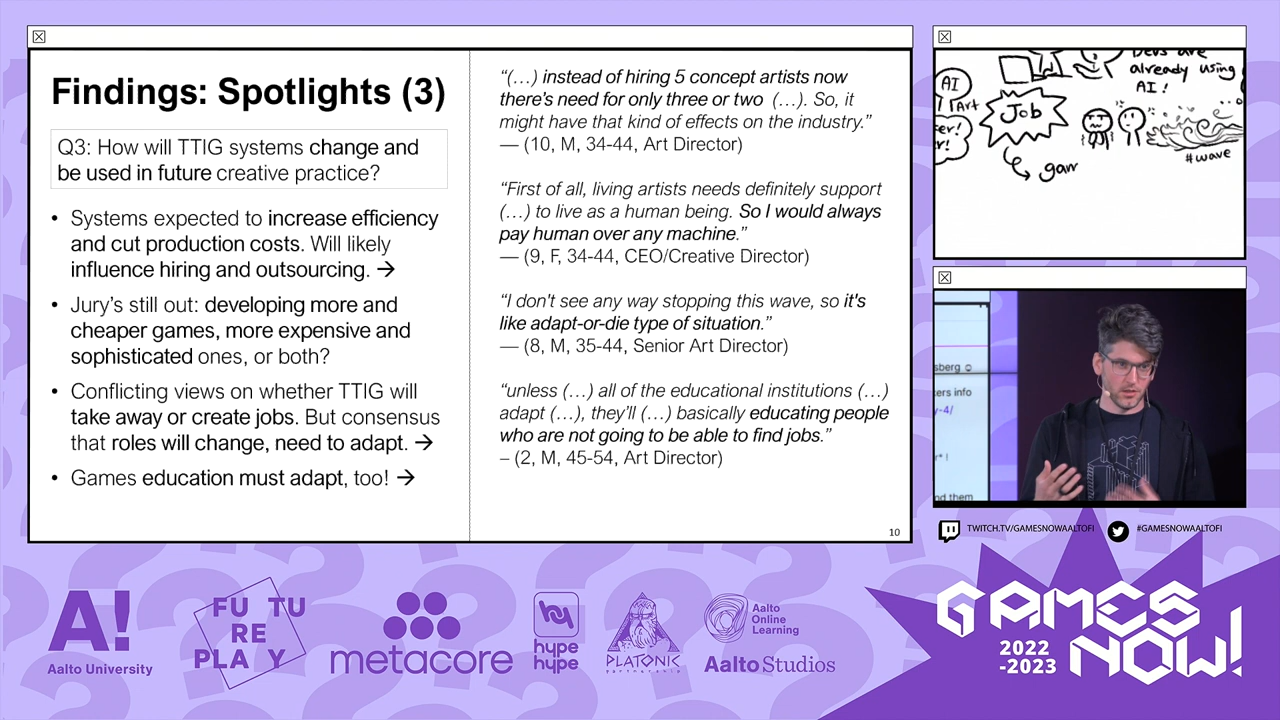 Findings: Spotlights (3)
Q3: How will TTIG systems change and
be used in future creative practice?
• Systems expected to increase efficiency
and cut production costs. Will likely
influence hiring and outsourcing. →
• Jury's still out: developing more and
cheaper games, more expensive and
sophisticated ones, or both?
• Conflicting views on whether TTIG will
take away or create jobs. But consensus
that roles will change, need to adapt. →
• Games education must adapt, too! →
“(…) instead of hiring 5 concept artists now
there's need for only three or two (…). So, it
might have that kind of effects on the industry.”
— (10, M, 34-44, Art Director)
“First of all, living artists needs definitely support
(…) to live as a human being. So I would always
pay human over any machine.”
— (9, F, 34-44, CEO/Creative Director)
“I don't see any way stopping this wave, so it's
like adapt-or-die type of situation.”
— (8, M, 35-44, Senior Art Director)
“unless (…) all of the educational institutions (…)
adapt (…), they'll (…) basically educating people
who are not going to be able to find jobs.”
– (2, M, 45-54, Art Director)
10
Devs are
already using
AI!
AI
Art
Job
gam
#wave
sberg ☺
ers info
y-4/
nd them
TWITCH.TV/GAMESNOWAALTOFI
#GAMESNOWAALTOFI
A!
Aalto University
FU TU
RE
PLA Y
metacore
hype
hype
PLATONIC
partnership
Aalto
Online
Learning
Aalto Studios
GAMES
NOW!
2022
-2023